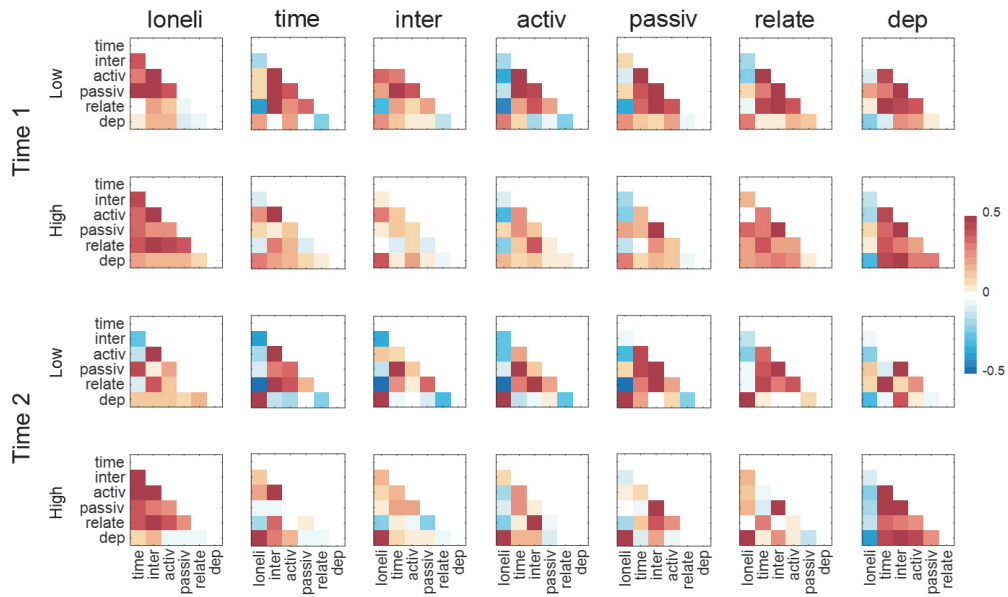 loneli time inter activ passiv relate dep
Time 1
Low
time
inter
activ
passiv
relate
dep
High
time
inter
activ
passiv
relate
dep
Time 2
Low
time
inter
activ
passiv
relate
dep
High
time
inter
activ
passiv
relate
dep
time inter activ passiv relate dep
loneli inter activ passiv relate dep
loneli time activ passiv relate dep
loneli time inter passiv relate dep
loneli time inter activ relate dep
loneli time inter activ passiv dep
loneli time inter activ passiv relate
0.5
0
-0.5